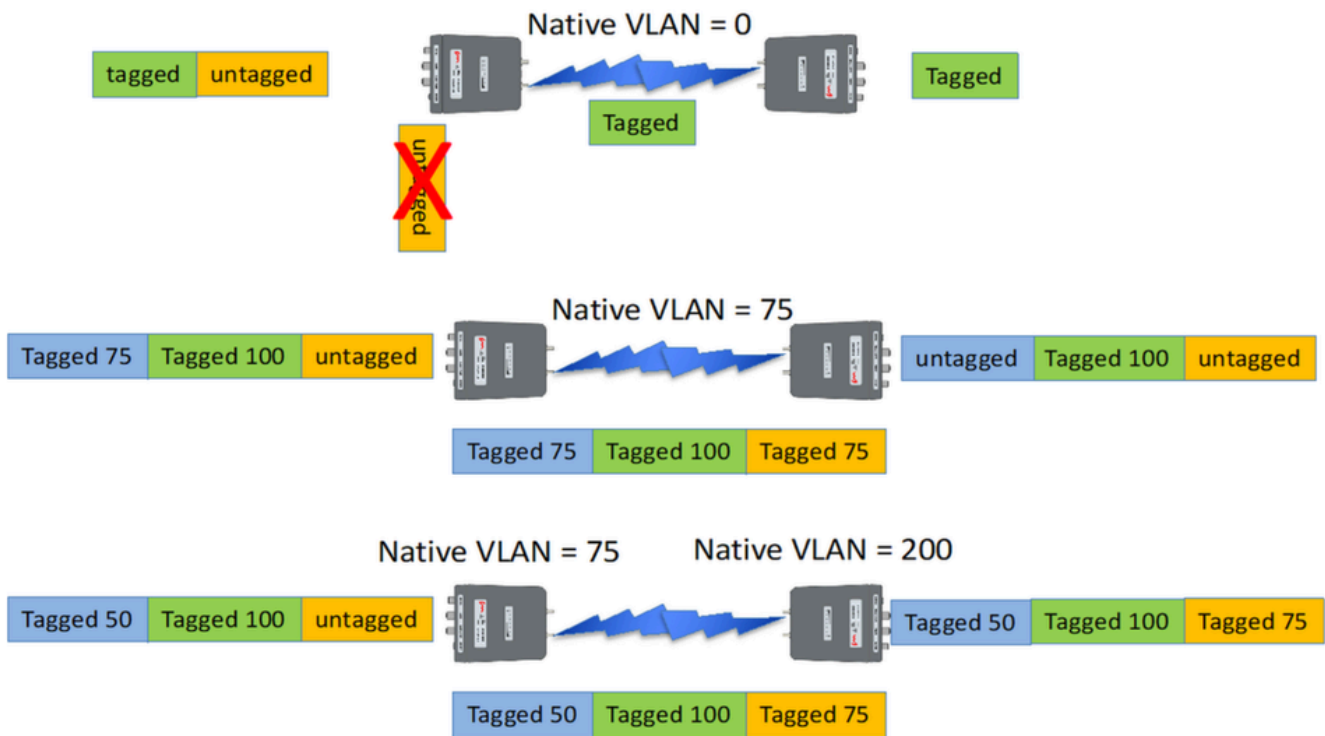 Native VLAN = 0
tagged untagged
Tagged
Tagged
untagged
Native VLAN = 75
Tagged 75 Tagged 100 untagged
untagged Tagged 100 untagged
Tagged 75 Tagged 100 Tagged 75
Native VLAN = 75
Native VLAN = 200
Tagged 50 Tagged 100 untagged
Tagged 50 Tagged 100 Tagged 75
Tagged 50 Tagged 100 Tagged 75